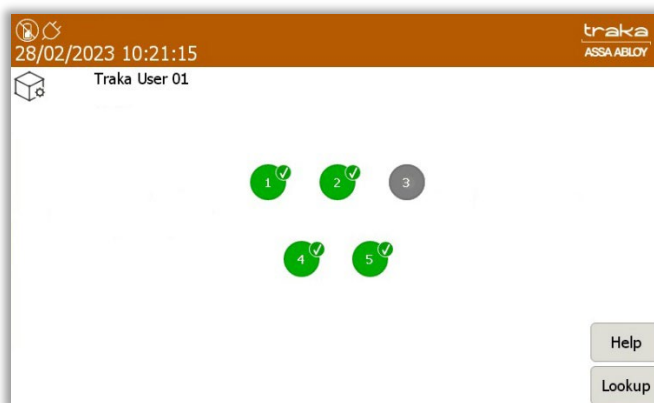 traka
28/02/2023 10:21:15
ASSA ABLOY
Traka User 01
1 2 3
4 5
Help
Lookup